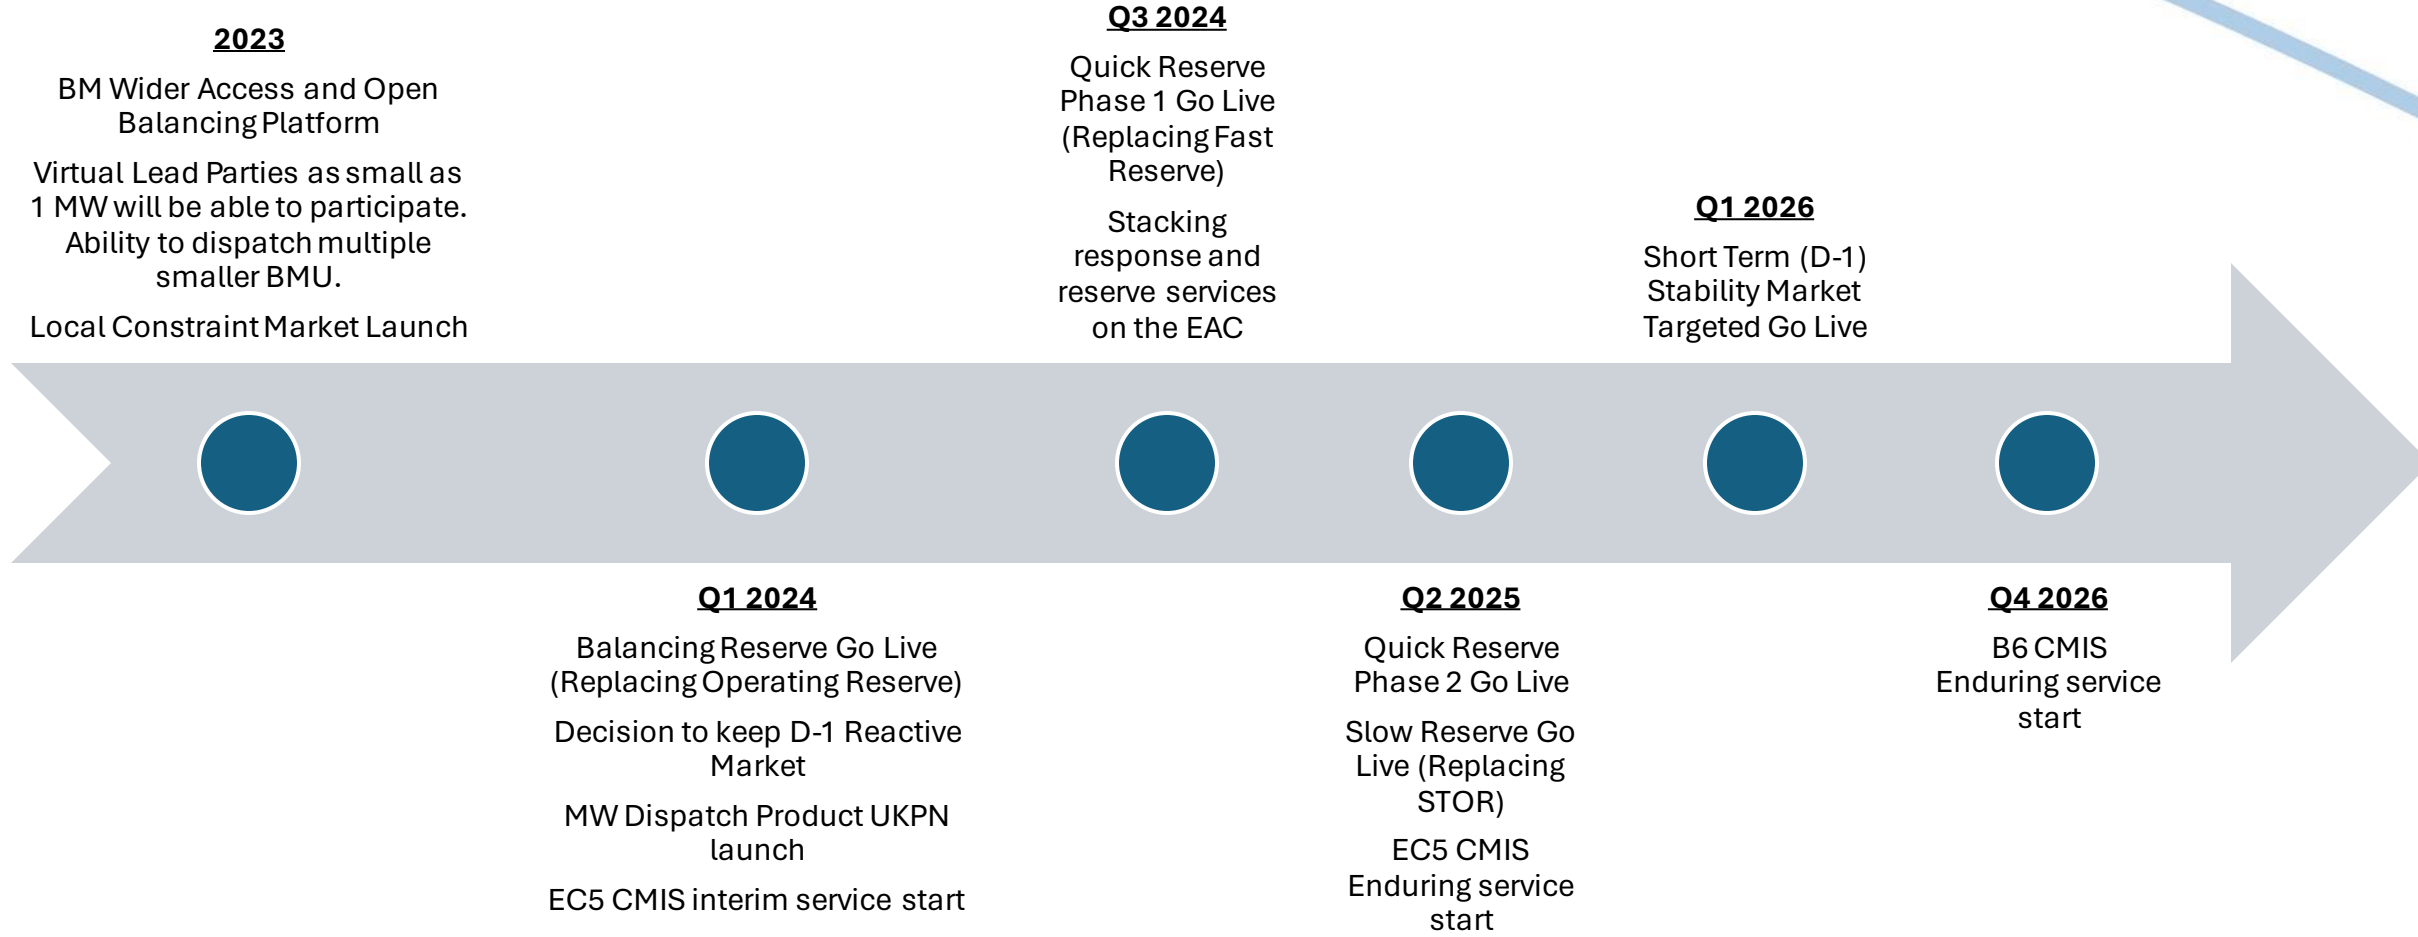 2023
BM Wider Access and Open
Balancing Platform
Virtual Lead Parties as small as
1 MW will be able to participate.
Ability to dispatch multiple
smaller BMU.
Local Constraint Market Launch
Q1 2024
Balancing Reserve Go Live
(Replacing Operating Reserve)
Decision to keep D-1 Reactive
Market
MW Dispatch Product UKPN
launch
EC5 CMIS interim service start
Q3 2024
Quick Reserve
Phase 1 Go Live
(Replacing Fast
Reserve)
Stacking
response and
reserve services
on the EAC
Q2 2025
Quick Reserve
Phase 2 Go Live
Slow Reserve Go
Live (Replacing
STOR)
EC5 CMIS
Enduring service
start
Q1 2026
Short Term (D-1)
Stability Market
Targeted Go Live
Q4 2026
B6 CMIS
Enduring service
start